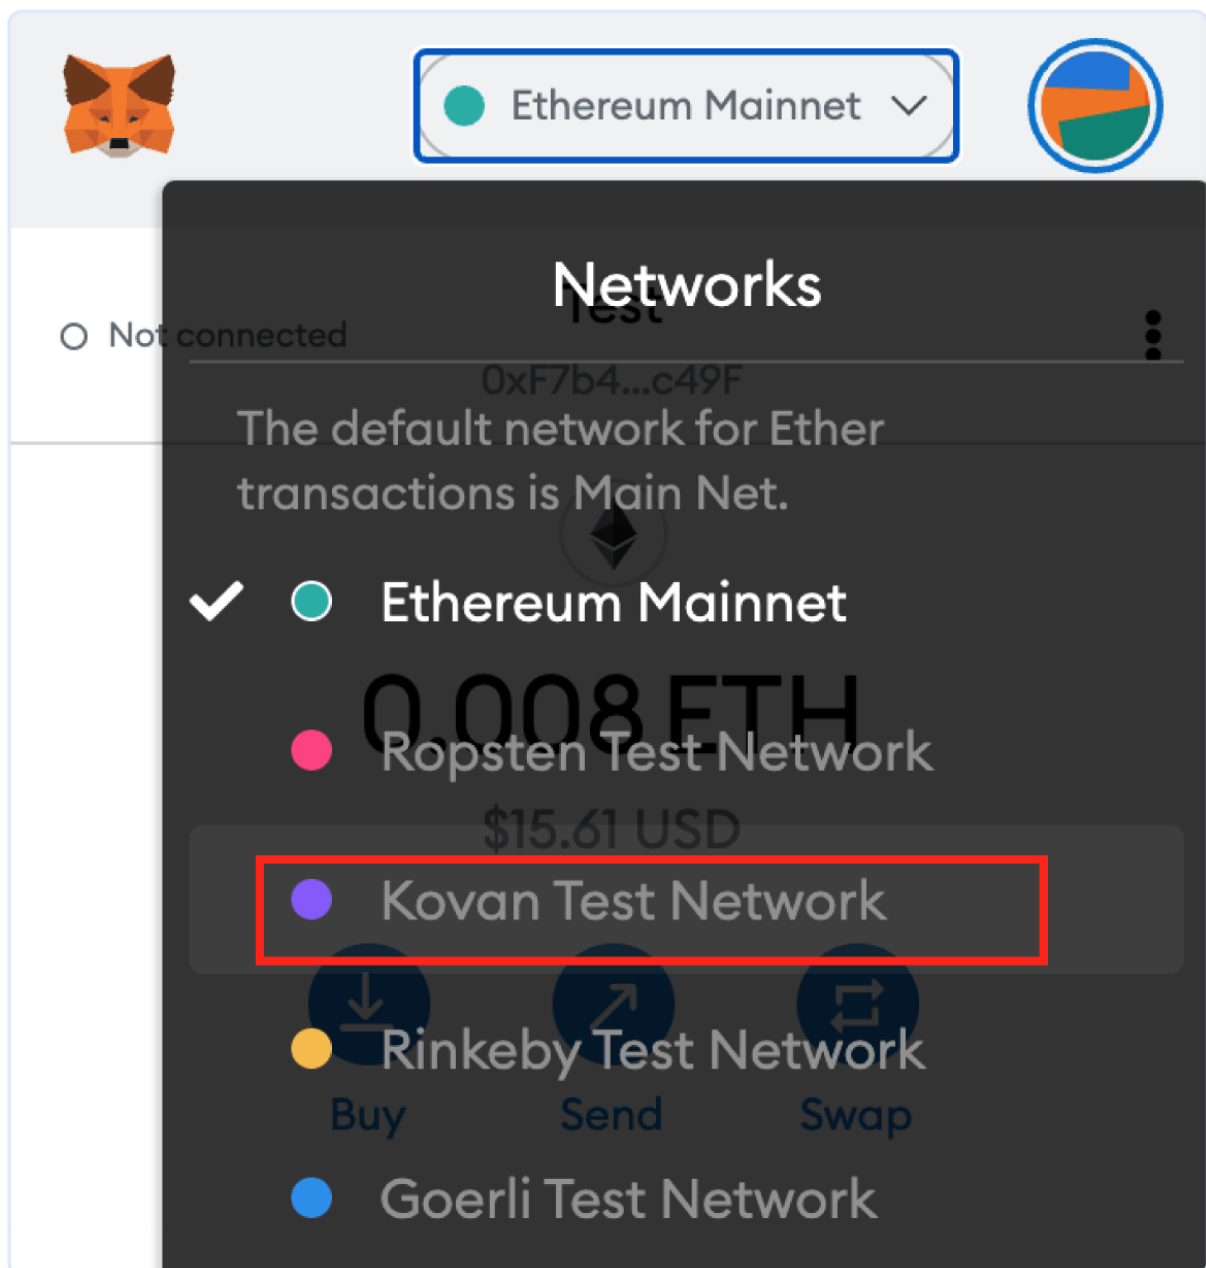 Ethereum Mainnet
Networks
Test
Not connected
0xF7b4...c49F
The default network for Ether
transactions is Main Net.
Ethereum Mainnet
0.008 ETH
Ropsten Test Network
$15.61 USD
Kovan Test Network
Rinkeby Test Network
Buy
Send
Swap
Goerli Test Network